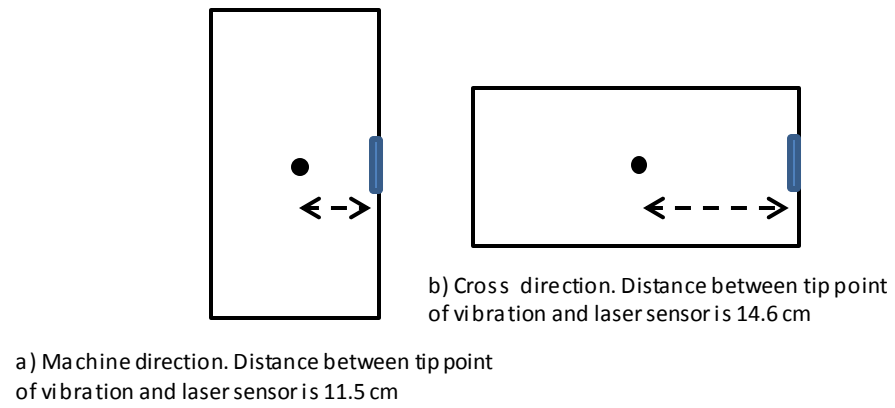 b) Cross direction. Distance between tip point
of vibration and laser sensor is 14.6 cm
a) Machine direction. Distance between tip point
of vibration and laser sensor is 11.5 cm